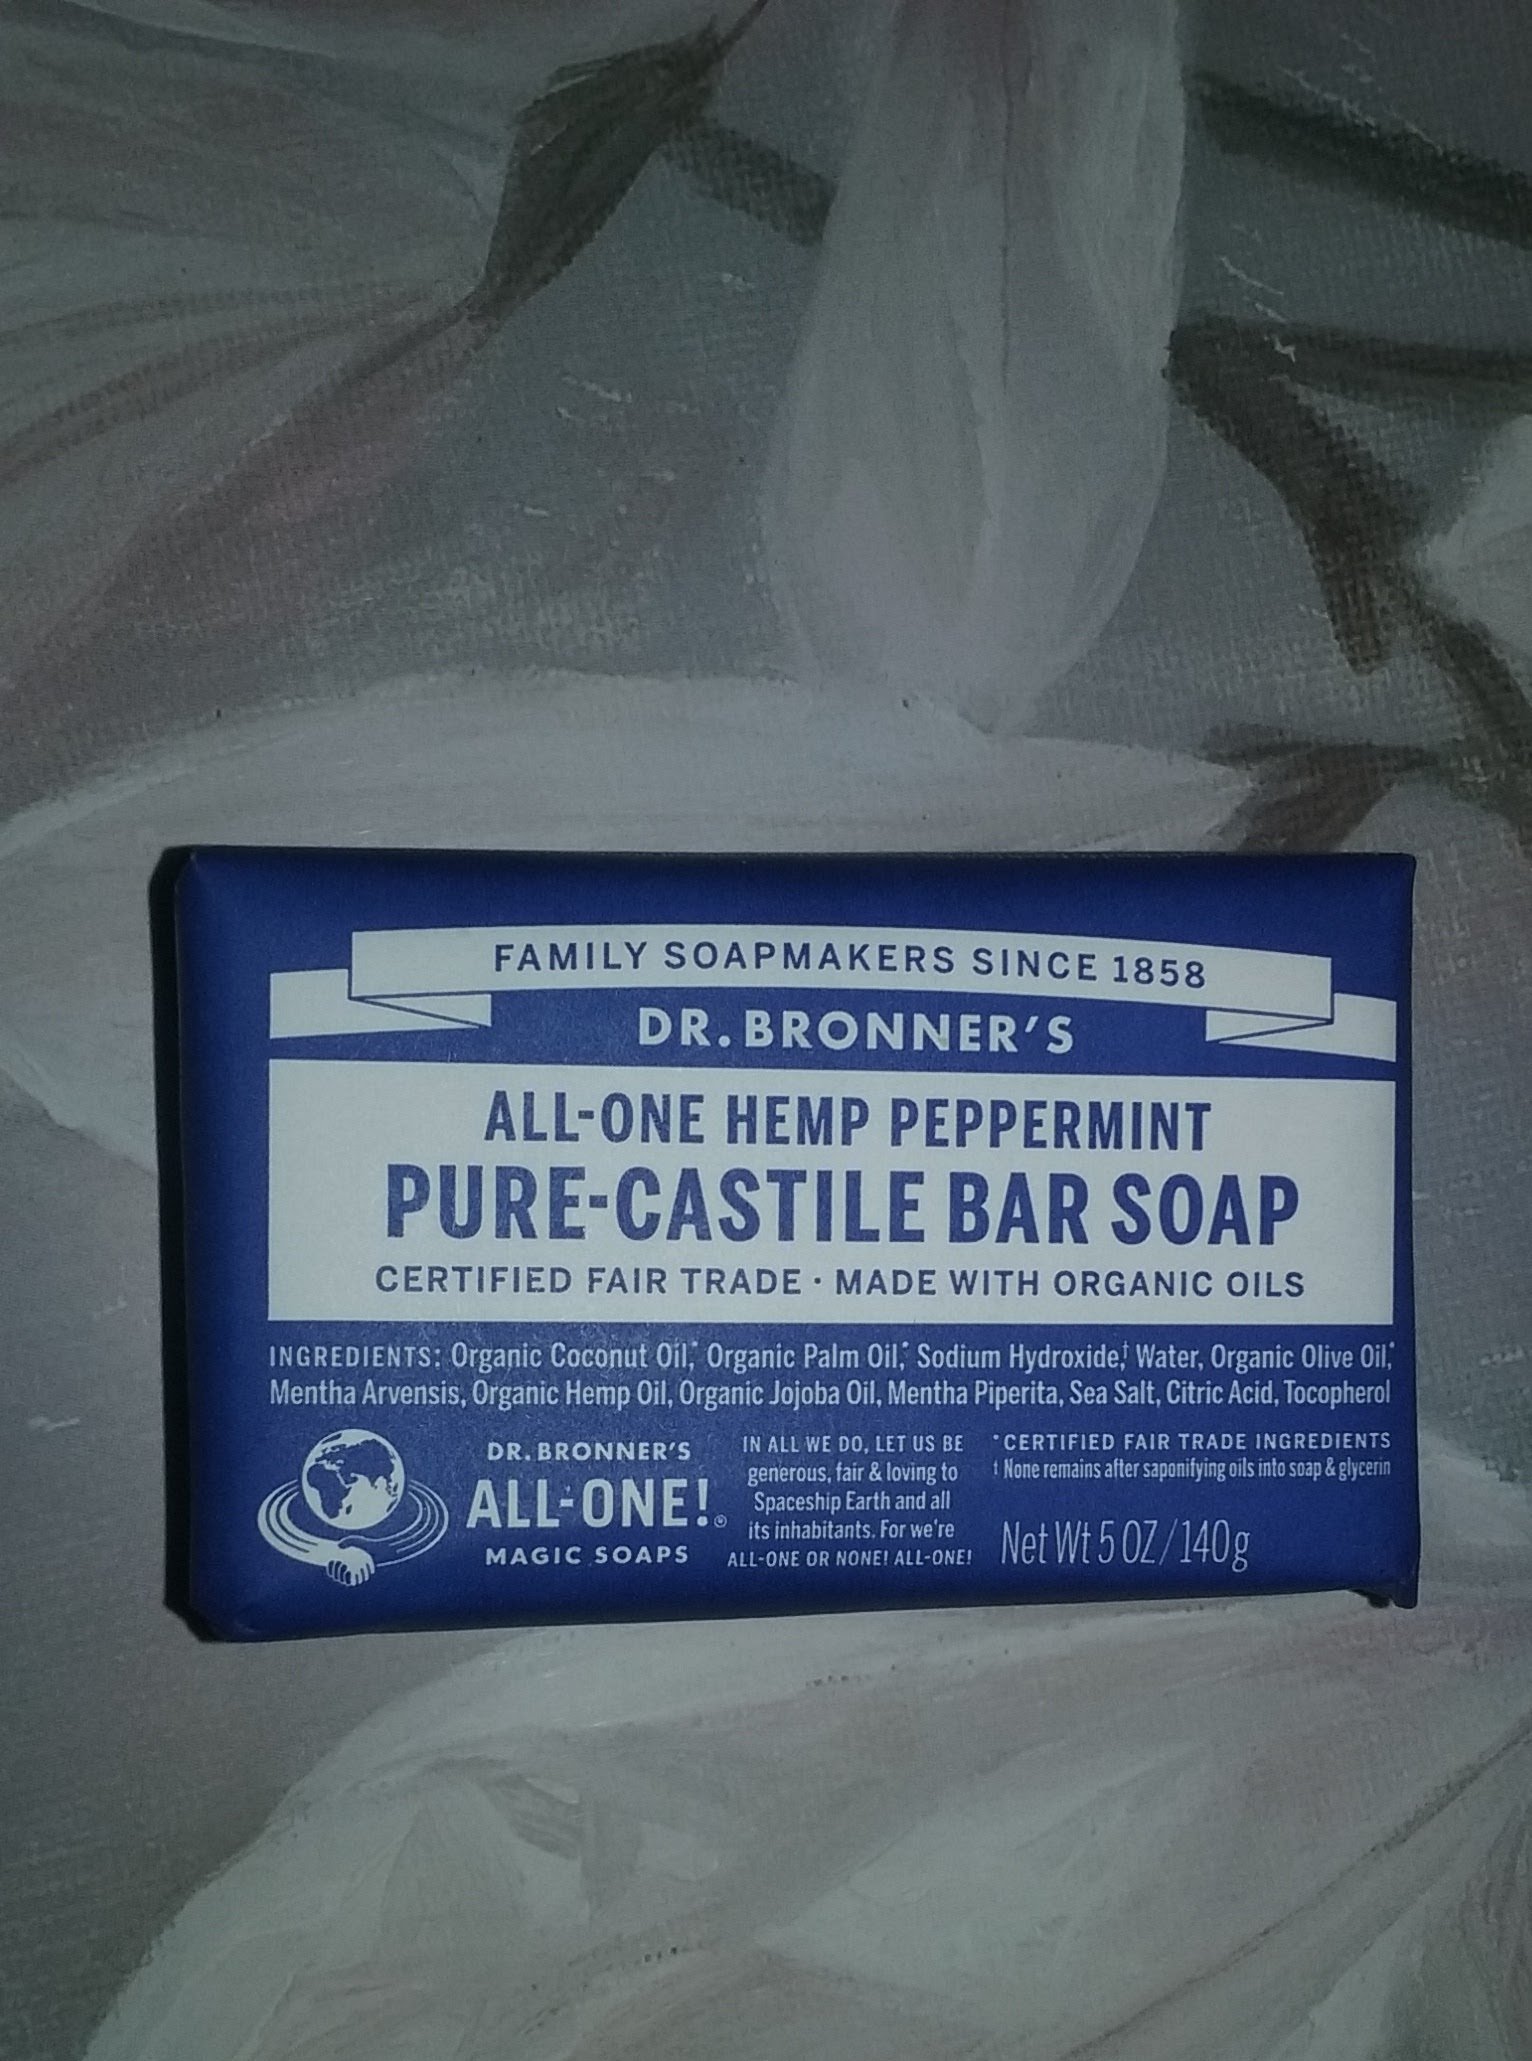 FAMILY SOAPMAKERS SINCE 1858
DR. BRONNER'S
ALL-ONE HEMP PEPPERMINT
PURE-CASTILE BAR SOAP
CERTIFIED FAIR TRADE · MADE WITH ORGANIC OILS
INGREDIENTS: Organic Coconut Oil,* Organic Palm Oil,* Sodium Hydroxide,† Water, Organic Olive Oil,*
Mentha Arvensis, Organic Hemp Oil, Organic Jojoba Oil, Mentha Piperita, Sea Salt, Citric Acid, Tocopherol
DR. BRONNER'S
ALL-ONE!®
MAGIC SOAPS
IN ALL WE DO, LET US BE
generous, fair & loving to
Spaceship Earth and all
its inhabitants. For we're
ALL-ONE OR NONE! ALL-ONE!
*CERTIFIED FAIR TRADE INGREDIENTS
† None remains after saponifying oils into soap & glycerin
Net Wt 5 OZ/140g